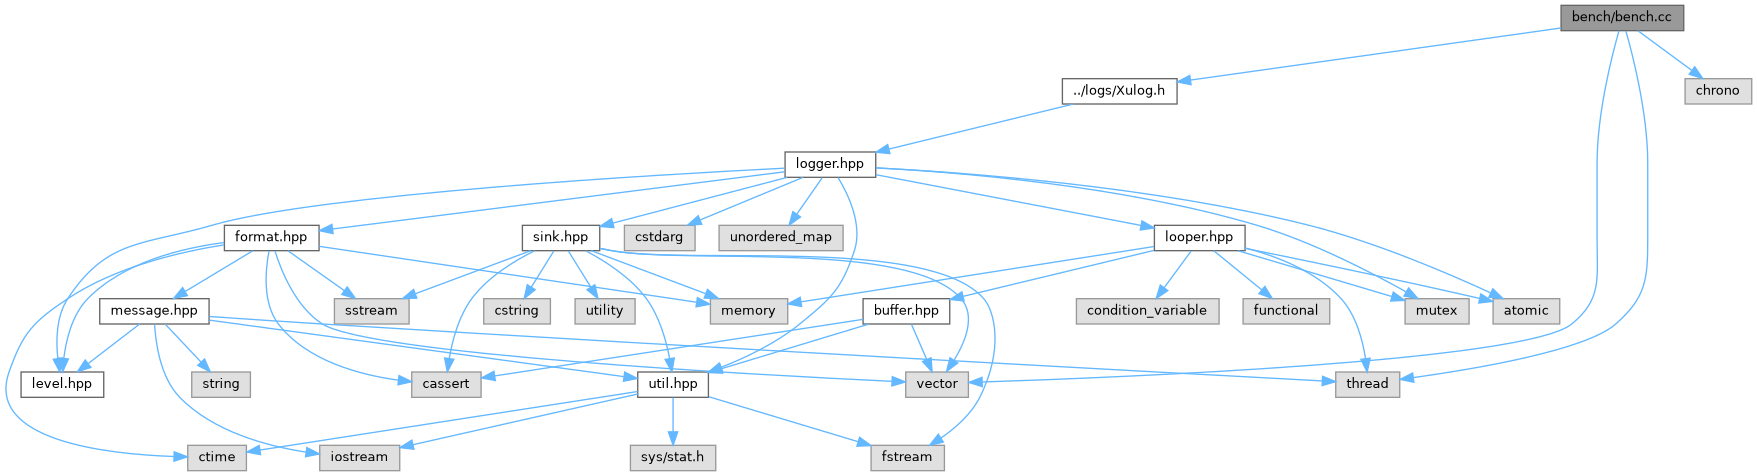 bench/bench.cc
../logs/Xulog.h
chrono
logger.hpp
format.hpp
sink.hpp
cstdarg
unordered_map
looper.hpp
message.hpp
sstream
cstring
utility
memory
buffer.hpp
condition_variable
functional
mutex
atomic
level.hpp
string
cassert
util.hpp
vector
thread
ctime
iostream
sys/stat.h
fstream